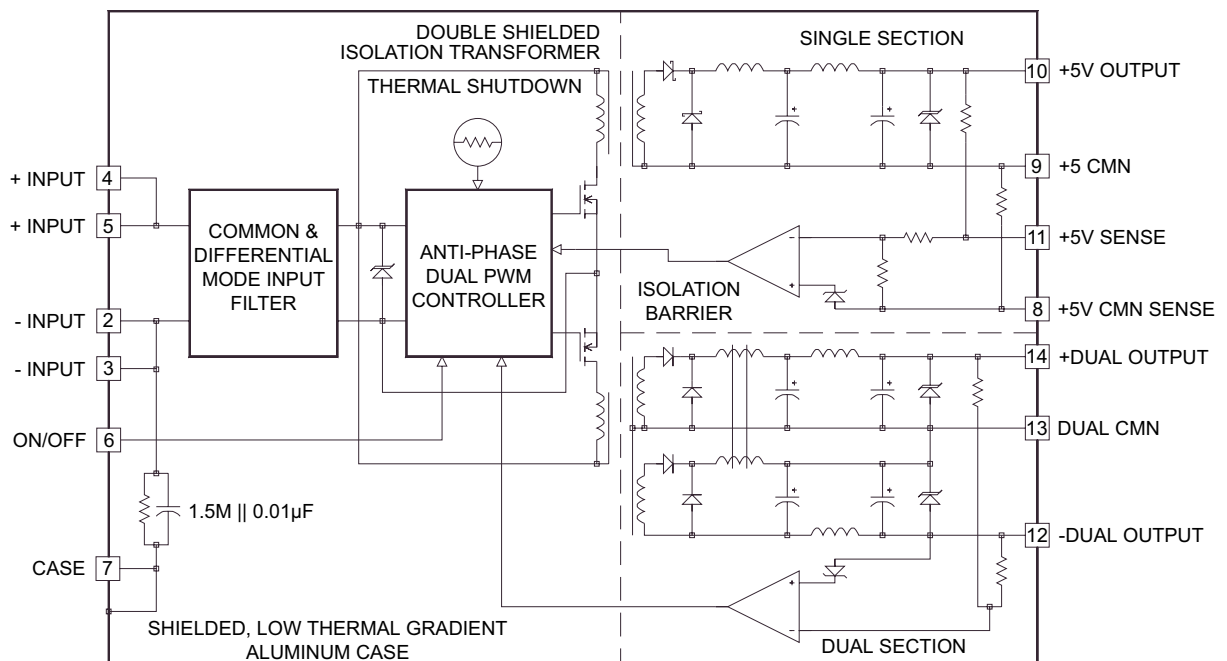 DOUBLE SHIELDED
ISOLATION TRANSFORMER
THERMAL SHUTDOWN
SINGLE SECTION
10 +5V OUTPUT
9 +5 CMN
11 +5V SENSE
8 +5V CMN SENSE
+ INPUT 4
+ INPUT 5
- INPUT 2
- INPUT 3
ON/OFF 6
CASE 7
COMMON &
DIFFERENTIAL
MODE INPUT
FILTER
ANTI-PHASE
DUAL PWM
CONTROLLER
ISOLATION
BARRIER
- 
+
14 +DUAL OUTPUT
13 DUAL CMN
12 -DUAL OUTPUT
+
+
+
+
+
+
1.5M || 0.01µF
+
-
SHIELDED, LOW THERMAL GRADIENT
ALUMINUM CASE
DUAL SECTION